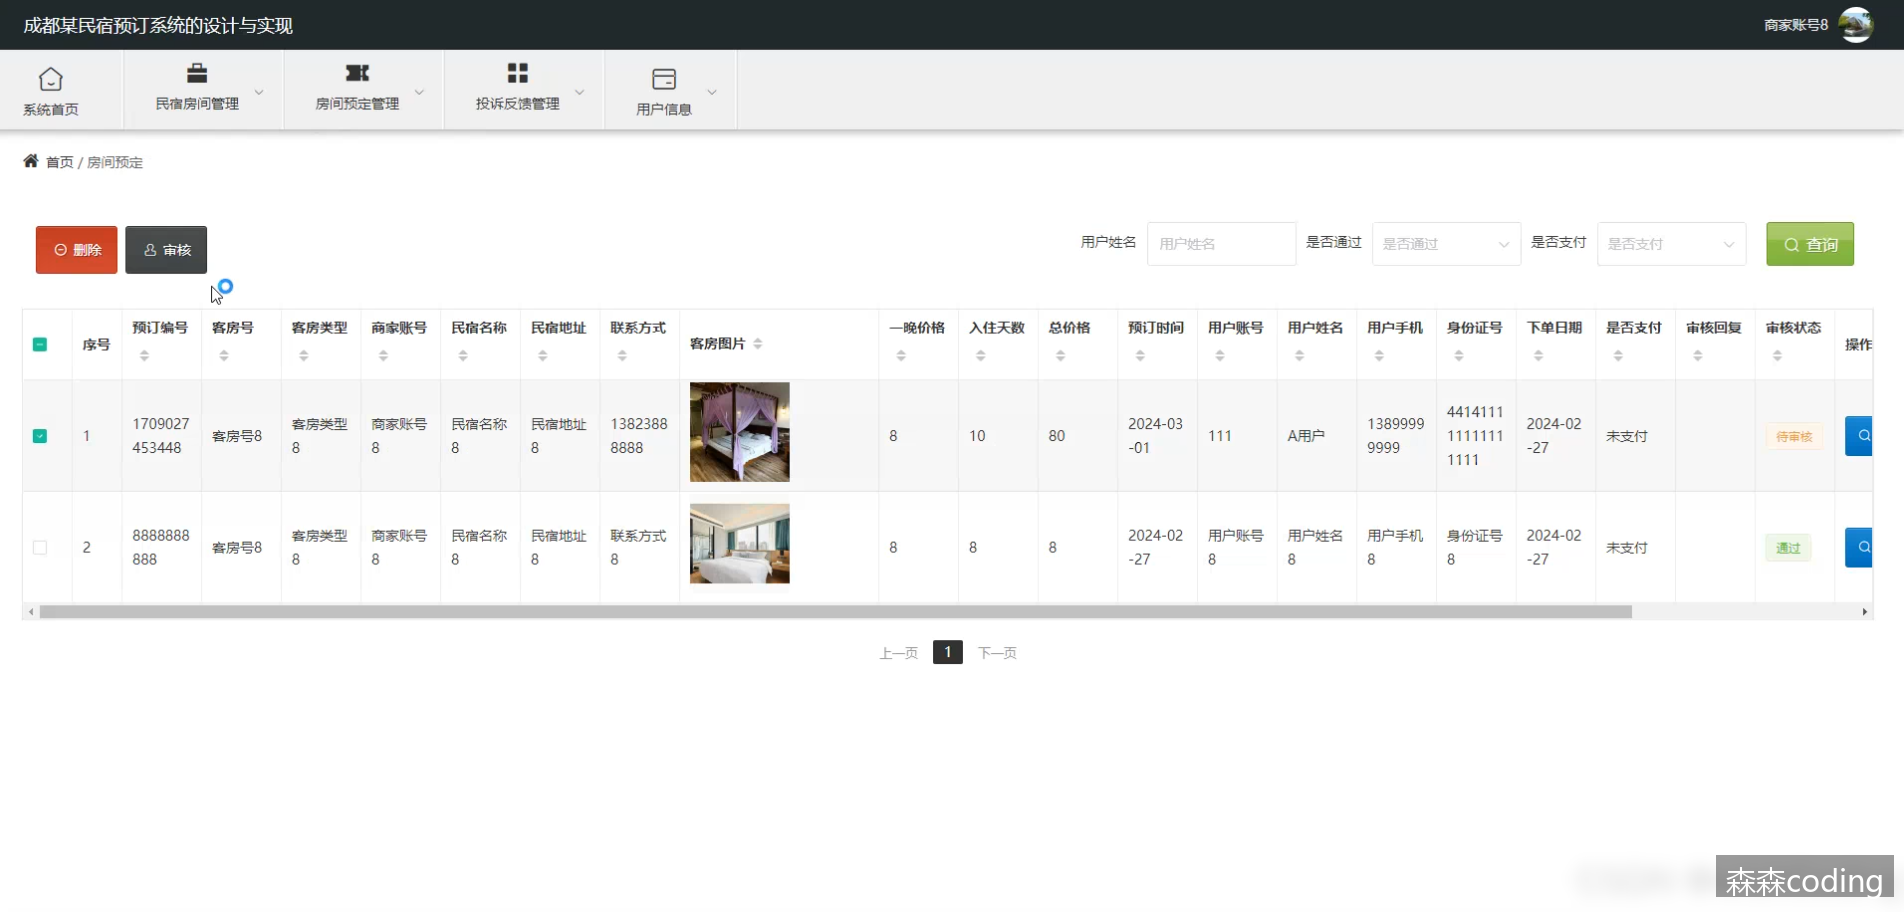 成都某民宿预订系统的设计与实现
商家账号8
系统首页
民宿房间管理
房间预定管理
投诉反馈管理
用户信息
首页 / 房间预定
删除
审核
用户姓名 用户姓名
是否通过 是否通过
是否支付 是否支付
查询
序号 预订编号 客房号 客房类型 商家账号 民宿名称 民宿地址 联系方式 客房图片 一晚价格 入住天数 总价格 预订时间 用户账号 用户姓名 用户手机 身份证号 下单日期 是否支付 审核回复 审核状态 操作
1 1709027453448 客房号8 客房类型8 商家账号8 民宿名称8 民宿地址8 13823888888 8 10 80 2024-03-01 111 A用户 13899999999 441411111111111111 2024-02-27 未支付 待审核
2 8888888888 客房号8 客房类型8 商家账号8 民宿名称8 民宿地址8 联系方式8 8 8 8 2024-02-27 用户账号8 用户姓名8 用户手机8 身份证号8 2024-02-27 未支付 通过
上一页 1 下一页
森森coding